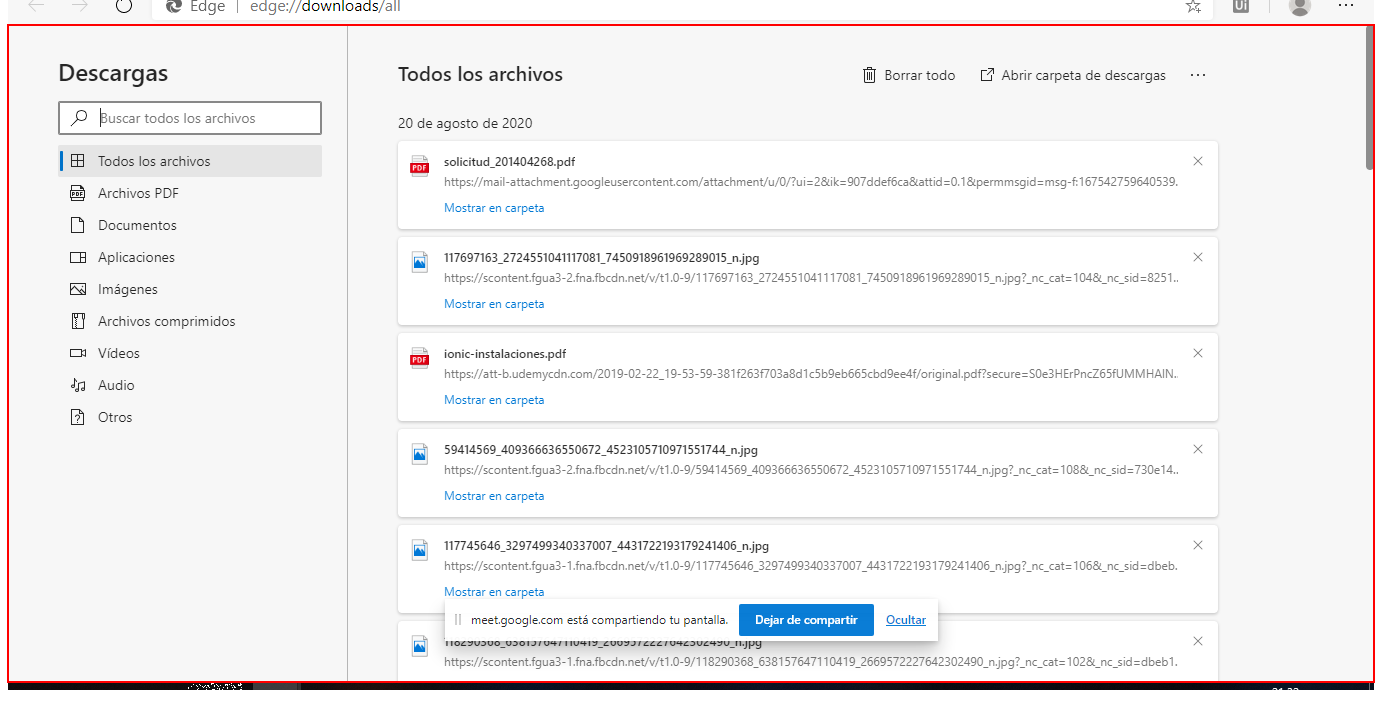 Edge | edge://downloads/all
Descargas
Buscar todos los archivos
Todos los archivos
Archivos PDF
Documentos
Aplicaciones
Imágenes
Archivos comprimidos
Vídeos
Audio
Otros
Todos los archivos
Borrar todo
Abrir carpeta de descargas
20 de agosto de 2020
solicitud_201404268.pdf
https://mail-attachment.googleusercontent.com/attachment/u/0/?ui=2&ik=907ddef6ca&attid=0.1&permmsgid=msg-f:167542759640539...
Mostrar en carpeta
117697163_2724551041117081_7450918961969289015_n.jpg
https://scontent.fgua3-2.fna.fbcdn.net/v/t1.0-9/117697163_2724551041117081_7450918961969289015_n.jpg?_nc_cat=104&_nc_sid=8251...
Mostrar en carpeta
ionic-instalaciones.pdf
https://att-b.udemycdn.com/2019-02-22_19-53-59-381f263f703a8d1c5b9eb665cbd9ee4f/original.pdf?secure=S0e3HErPncZ65fUMMHAIN...
Mostrar en carpeta
59414569_409366636550672_4523105710971551744_n.jpg
https://scontent.fgua3-2.fna.fbcdn.net/v/t1.0-9/59414569_409366636550672_4523105710971551744_n.jpg?_nc_cat=108&_nc_sid=730e14...
Mostrar en carpeta
117745646_3297499340337007_4431722193179241406_n.jpg
https://scontent.fgua3-1.fna.fbcdn.net/v/t1.0-9/117745646_3297499340337007_4431722193179241406_n.jpg?_nc_cat=106&_nc_sid=dbeb...
Mostrar en carpeta
meet.google.com está compartiendo tu pantalla.
Dejar de compartir
Ocultar
118290368_638157647110419_2669572227642302490_n.jpg
https://scontent.fgua3-1.fna.fbcdn.net/v/t1.0-9/118290368_638157647110419_2669572227642302490_n.jpg?_nc_cat=102&_nc_sid=dbeb1...